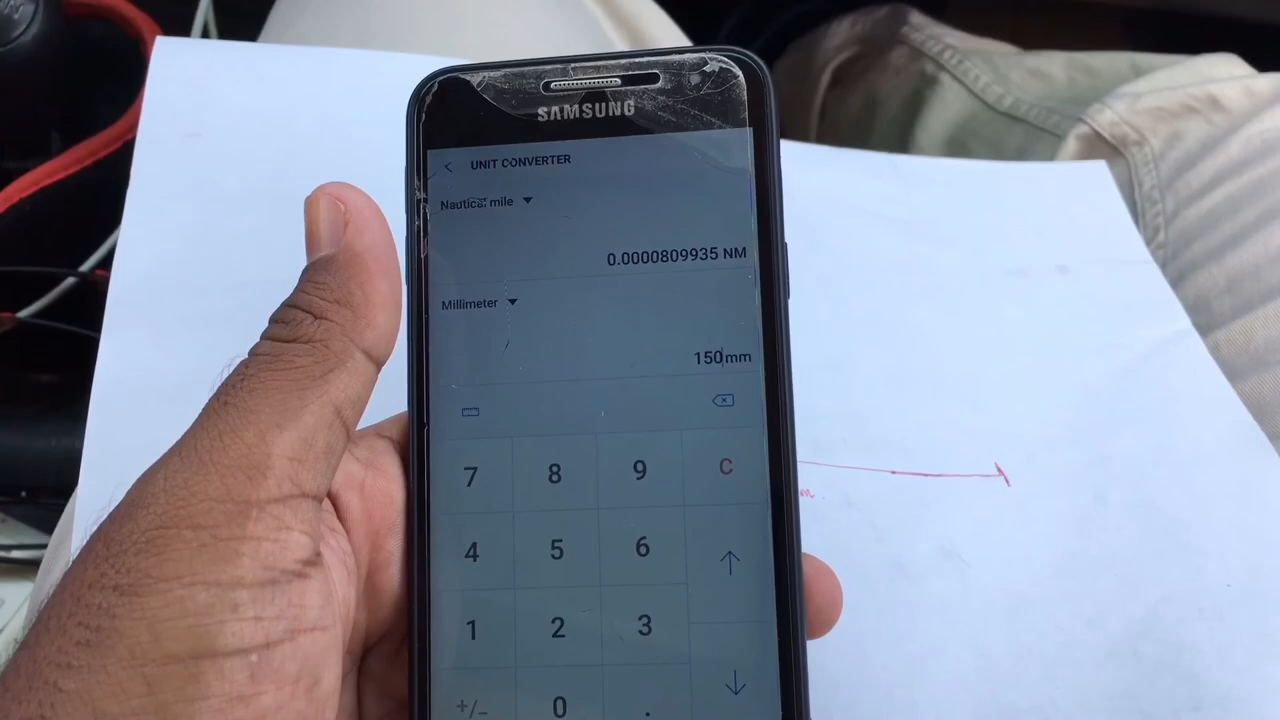 SAMSUNG
UNIT CONVERTER
Nautical mile
0.0000809935 NM
Millimeter
150mm
7 8 9 C
4 5 6
1 2 3
+/- 0 .
m.